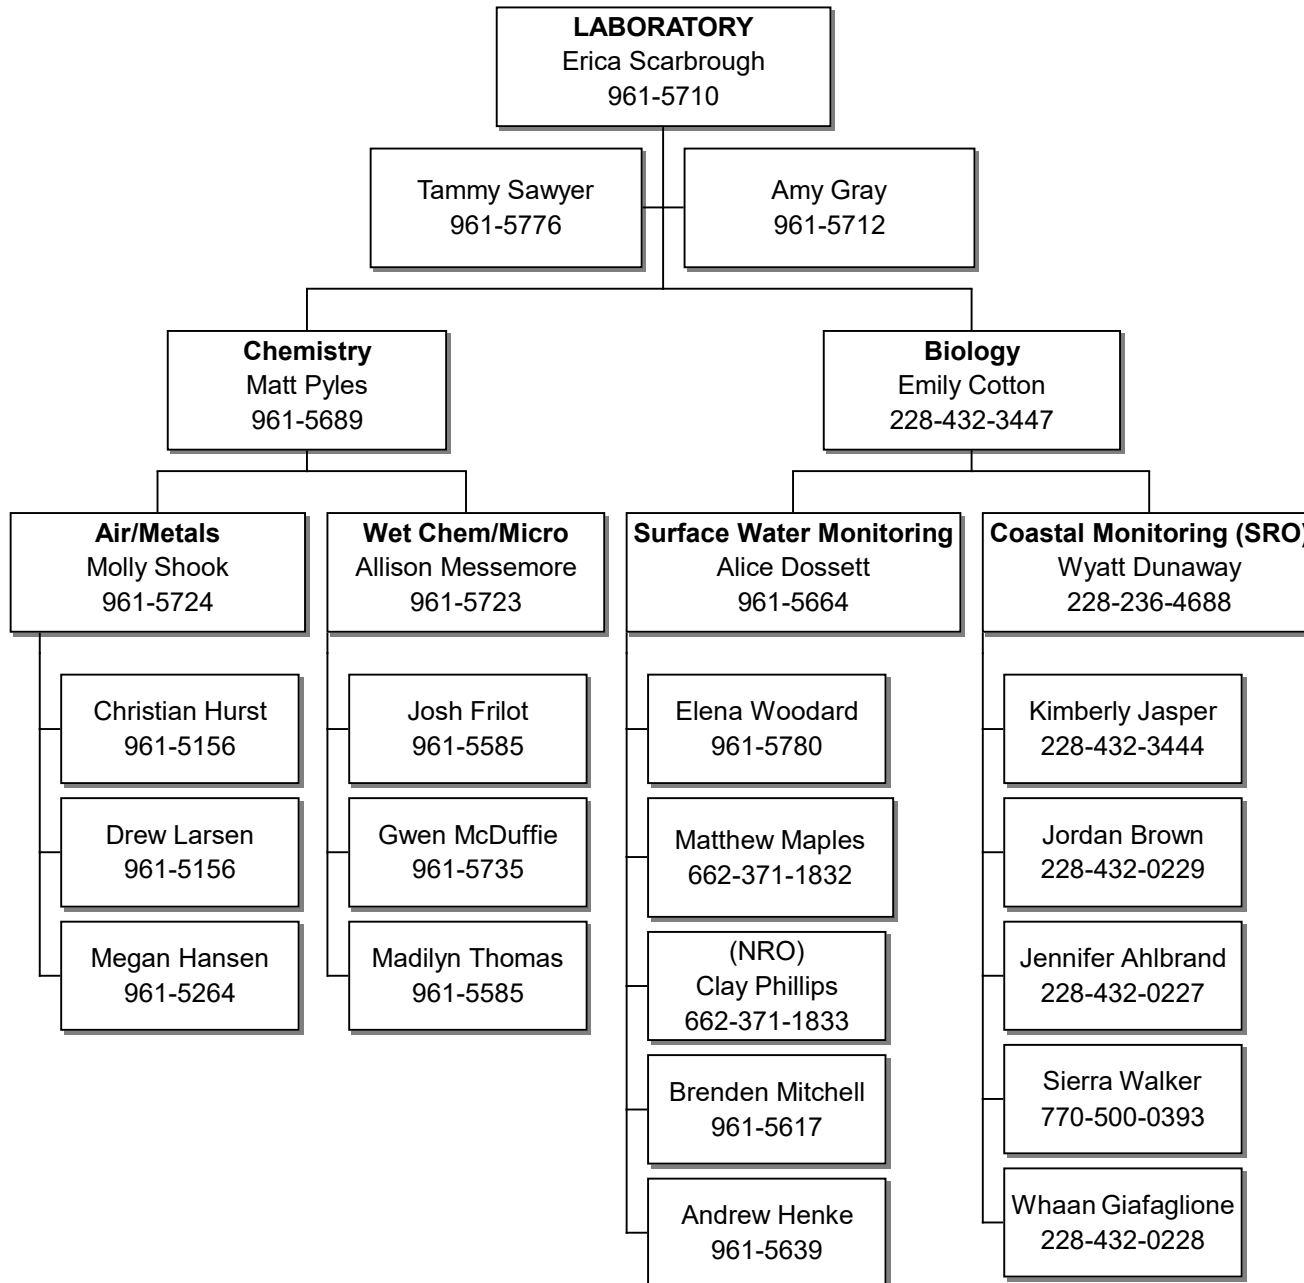 LABORATORY
Erica Scarbrough
961-5710
Tammy Sawyer
961-5776
Amy Gray
961-5712
Chemistry
Matt Pyles
961-5689
Biology
Emily Cotton
228-432-3447
Air/Metals
Molly Shook
961-5724
Wet Chem/Micro
Allison Messemore
961-5723
Surface Water Monitoring
Alice Dossett
961-5664
Coastal Monitoring (SRO)
Wyatt Dunaway
228-236-4688
Christian Hurst
961-5156
Drew Larsen
961-5156
Megan Hansen
961-5264
Josh Frilot
961-5585
Gwen McDuffie
961-5735
Madilyn Thomas
961-5585
Elena Woodard
961-5780
Matthew Maples
662-371-1832
(NRO)
Clay Phillips
662-371-1833
Brenden Mitchell
961-5617
Andrew Henke
961-5639
Kimberly Jasper
228-432-3444
Jordan Brown
228-432-0229
Jennifer Ahlbrand
228-432-0227
Sierra Walker
770-500-0393
Whaan Giafaglione
228-432-0228